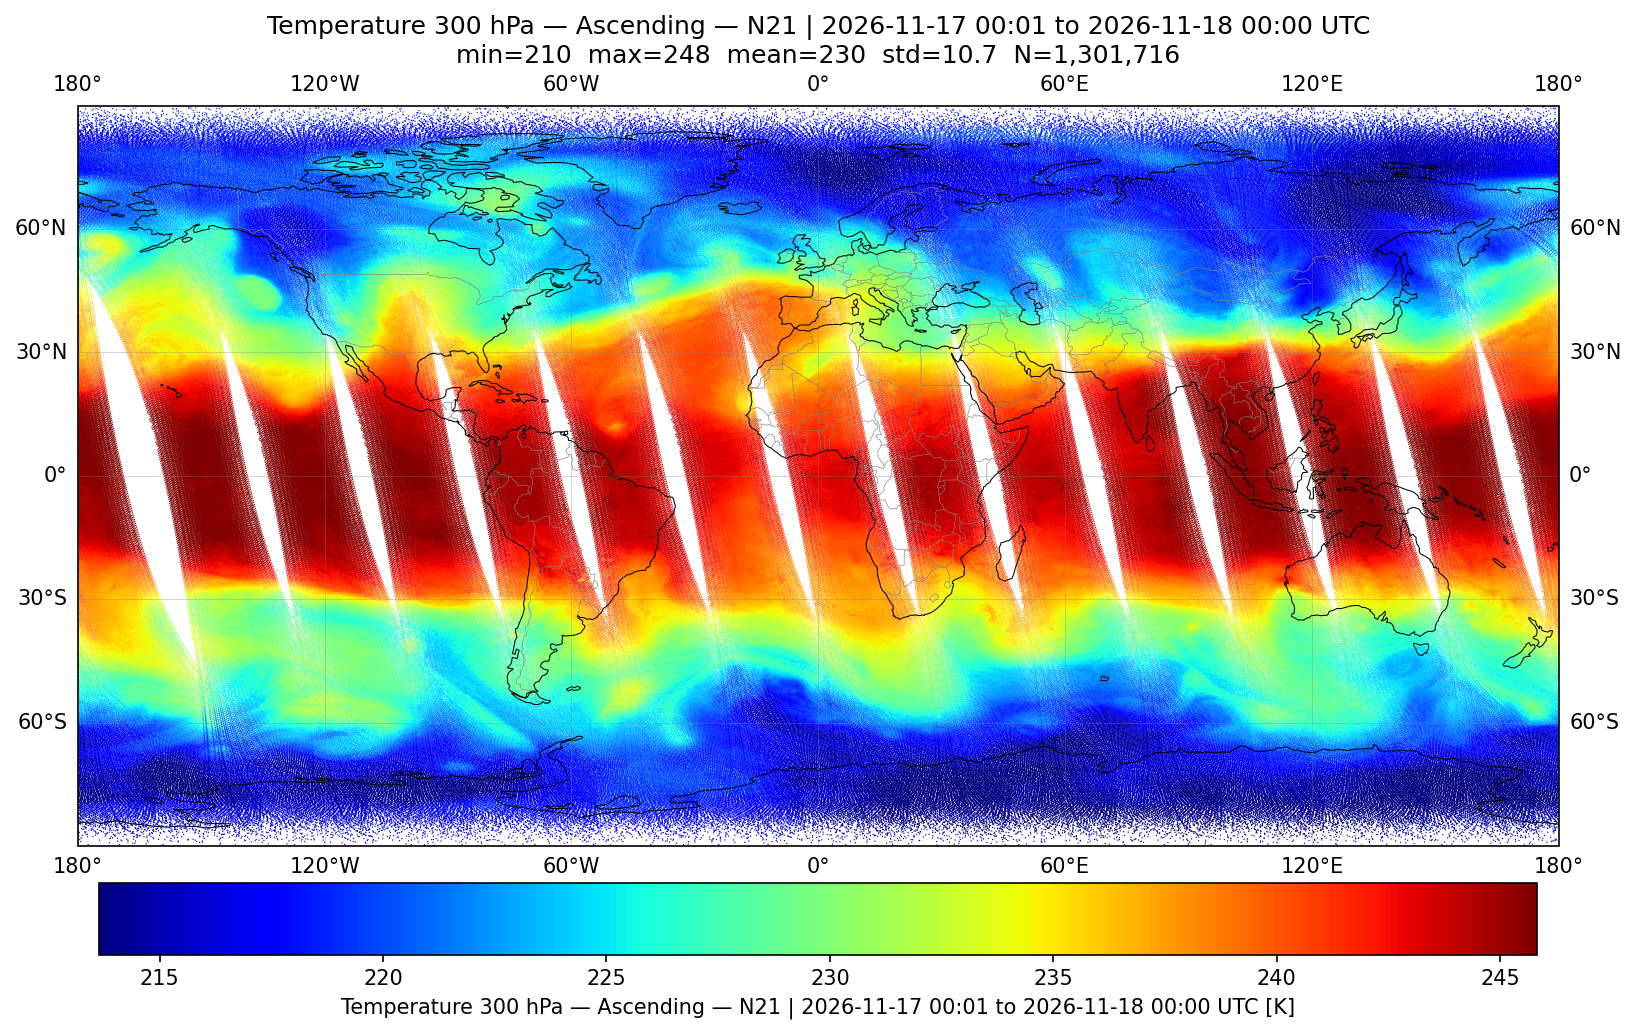 Temperature 300 hPa — Ascending — N21 | 2026-11-17 00:01 to 2026-11-18 00:00 UTC
min=210 max=248 mean=230 std=10.7 N=1,301,716
180° 120°W 60°W 0° 60°E 120°E 180°
60°N 60°N
30°N 30°N
0° 0°
30°S 30°S
60°S 60°S
180° 120°W 60°W 0° 60°E 120°E 180°
215 220 225 230 235 240 245
Temperature 300 hPa — Ascending — N21 | 2026-11-17 00:01 to 2026-11-18 00:00 UTC [K]